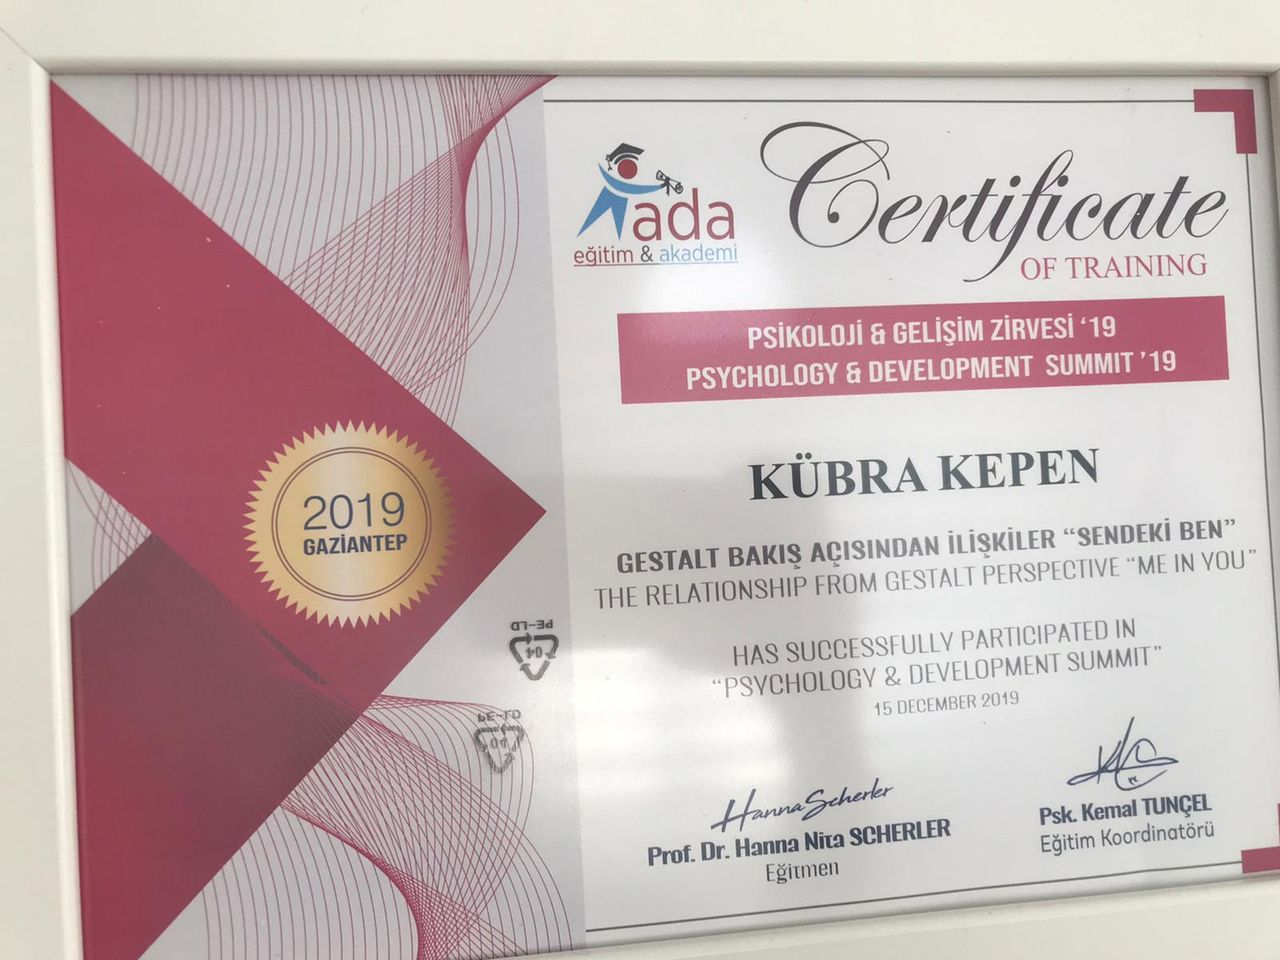 ada
eğitim & akademi
Certificate
OF TRAINING
PSİKOLOJİ & GELİŞİM ZİRVESİ ‘19
PSYCHOLOGY & DEVELOPMENT SUMMIT ’19
KÜBRA KEPEN
GESTALT BAKIŞ AÇISINDAN İLİŞKİLER “SENDEKİ BEN”
THE RELATIONSHIP FROM GESTALT PERSPECTIVE “ME IN YOU”
2019
GAZİANTEP
HAS SUCCESSFULLY PARTICIPATED IN
“PSYCHOLOGY & DEVELOPMENT SUMMIT”
15 DECEMBER 2019
PE-LD
04
PE-LD
04
Hanna Scherler
Prof. Dr. Hanna Nita SCHERLER
Eğitmen
Psk. Kemal TUNÇEL
Eğitim Koordinatörü